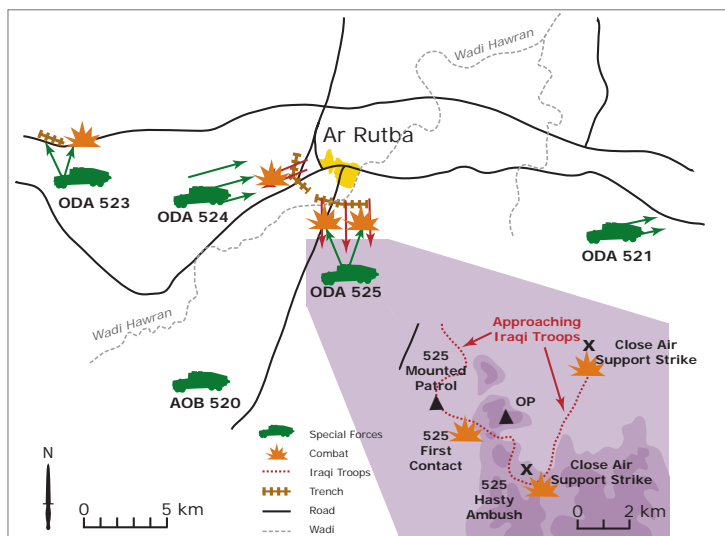 Wadi Hawran
Ar Rutba
ODA 523
ODA 524
ODA 521
ODA 525
Wadi Hawran
AOB 520
Approaching
Iraqi Troops
Close Air
Support Strike
X
525
Mounted
Patrol
OP
525
First
Contact
X
525
Hasty
Ambush
Close Air
Support Strike
Special Forces
Combat
Iraqi Troops
Trench
Road
Wadi
N
0 5 km
0 2 km